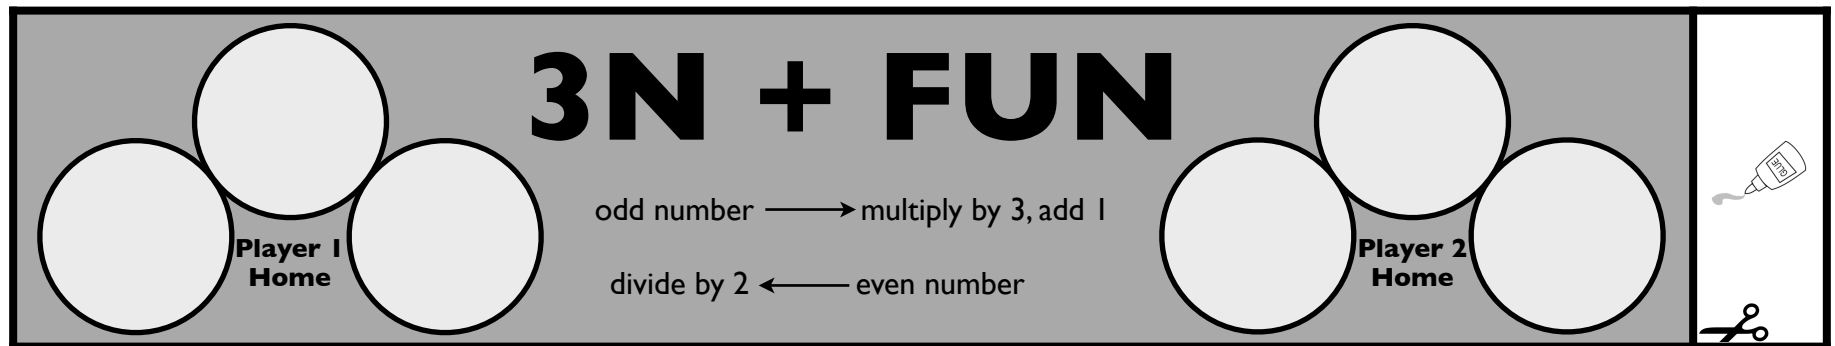 3N + FUN
odd number → multiply by 3, add 1
divide by 2 ← even number
Player 1
Home
Player 2
Home
GLUE